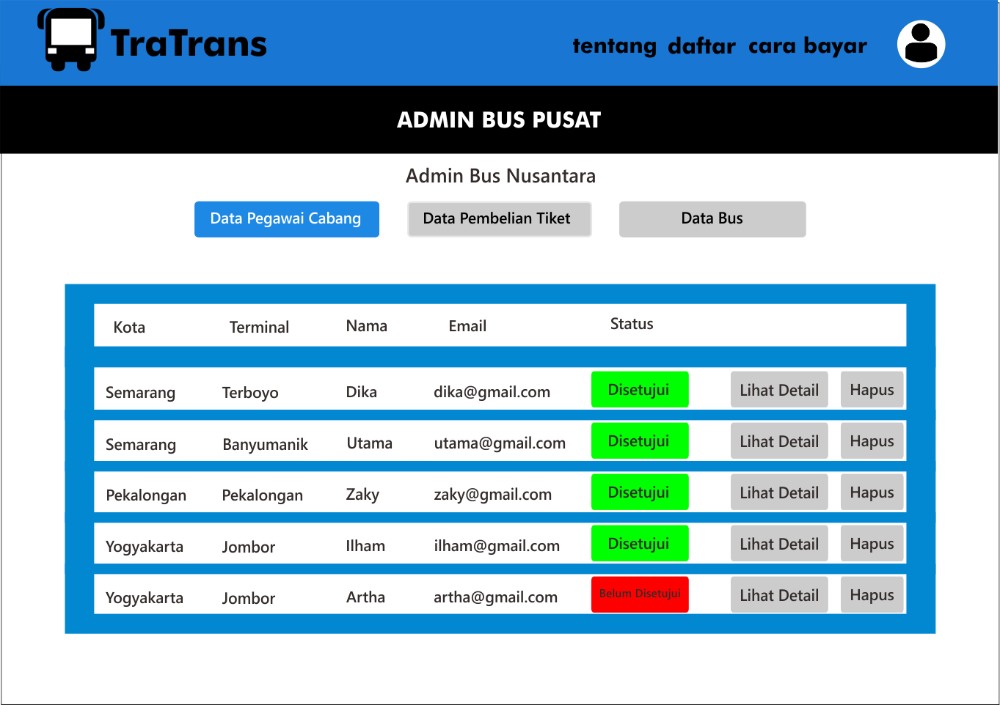 TraTrans
tentang daftar cara bayar
ADMIN BUS PUSAT
Admin Bus Nusantara
Data Pegawai Cabang Data Pembelian Tiket Data Bus
Kota Terminal Nama Email Status
Semarang Terboyo Dika dika@gmail.com Disetujui Lihat Detail Hapus
Semarang Banyumanik Utama utama@gmail.com Disetujui Lihat Detail Hapus
Pekalongan Pekalongan Zaky zaky@gmail.com Disetujui Lihat Detail Hapus
Yogyakarta Jombor Ilham ilham@gmail.com Disetujui Lihat Detail Hapus
Yogyakarta Jombor Artha artha@gmail.com Belum Disetujui Lihat Detail Hapus